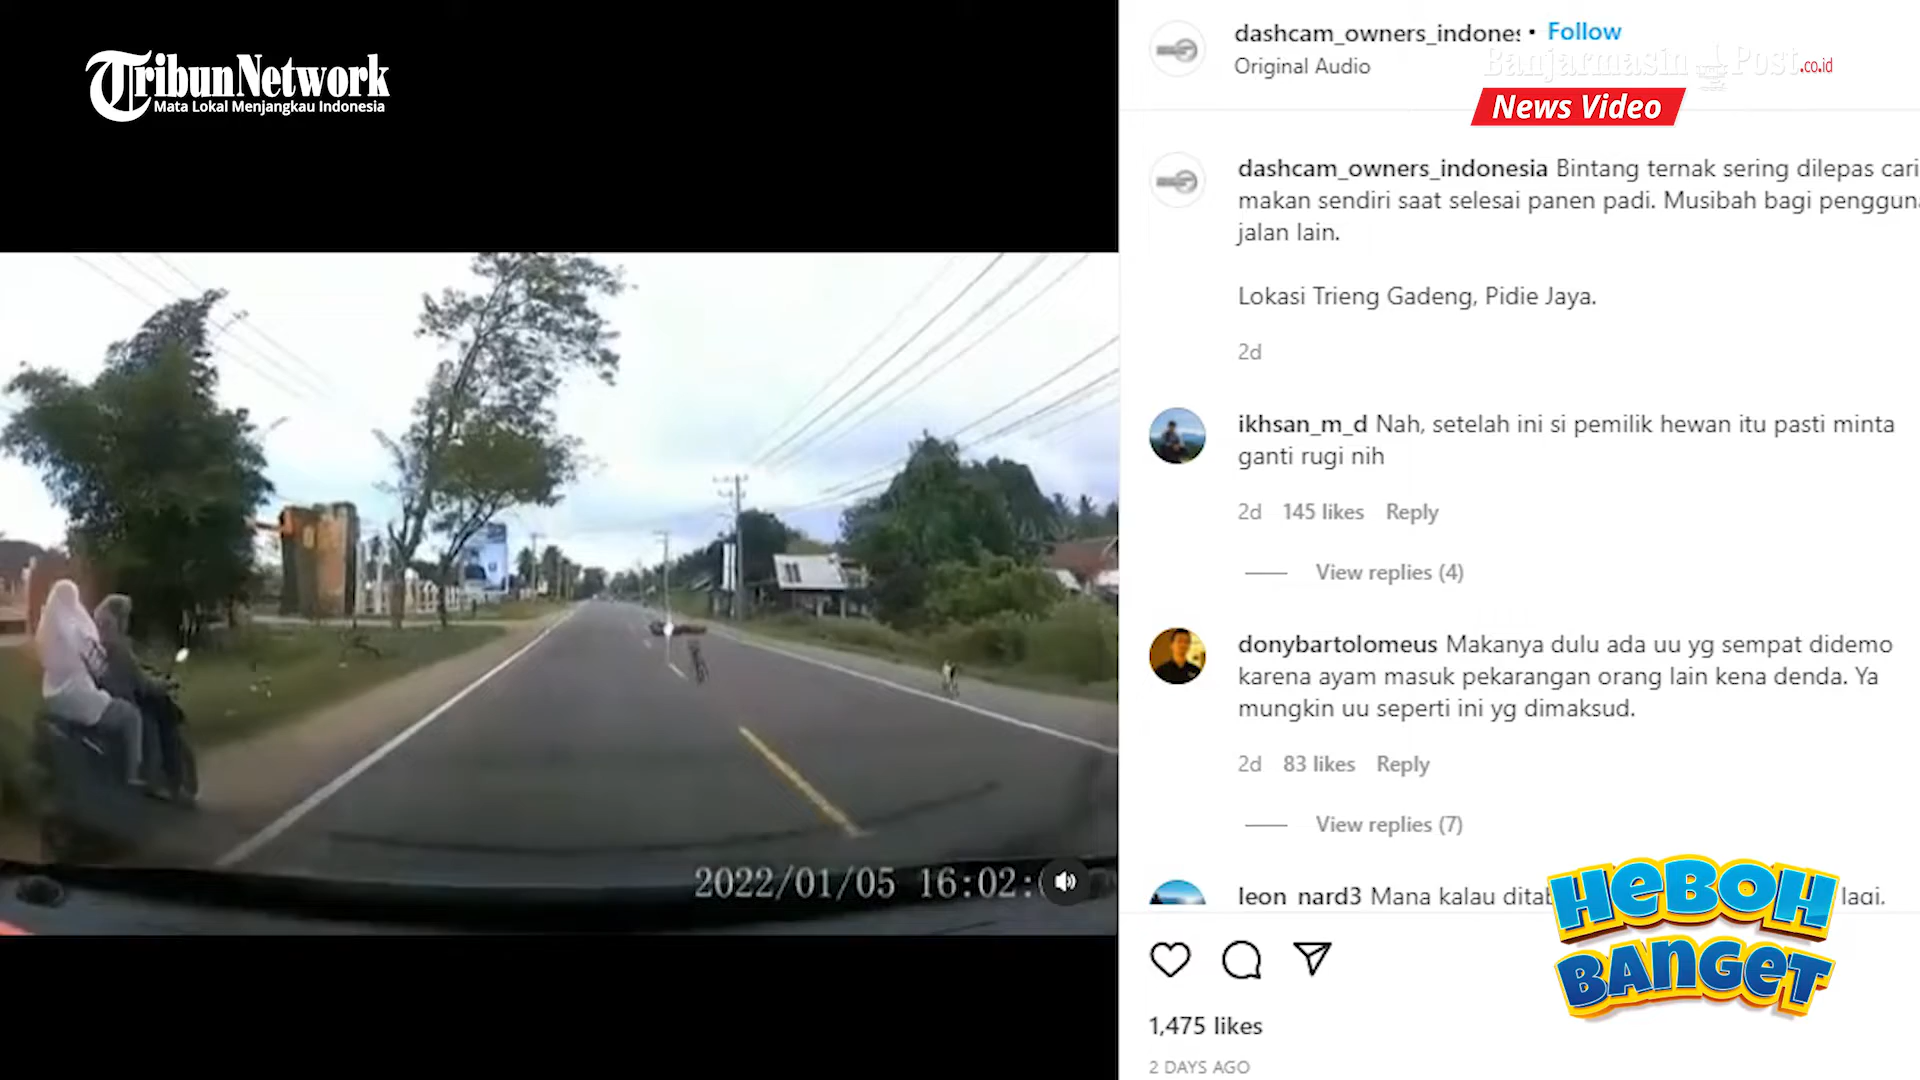 TribunNetwork
Mata Lokal Menjangkau Indonesia
dashcam_owners_indones • Follow
Original Audio
Banjarmasin Post.co.id
News Video
dashcam_owners_indonesia Bintang ternak sering dilepas cari
makan sendiri saat selesai panen padi. Musibah bagi pengguna
jalan lain.
Lokasi Trieng Gadeng, Pidie Jaya.
2d
ikhsan_m_d Nah, setelah ini si pemilik hewan itu pasti minta
ganti rugi nih
2d 145 likes Reply
View replies (4)
donybartolomeus Makanya dulu ada uu yg sempat didemo
karena ayam masuk pekarangan orang lain kena denda. Ya
mungkin uu seperti ini yg dimaksud.
2d 83 likes Reply
View replies (7)
leon_nard3 Mana kalau lagi.
HEBOH
BANGET
1,475 likes
2 DAYS AGO
2022/01/05 16:02: